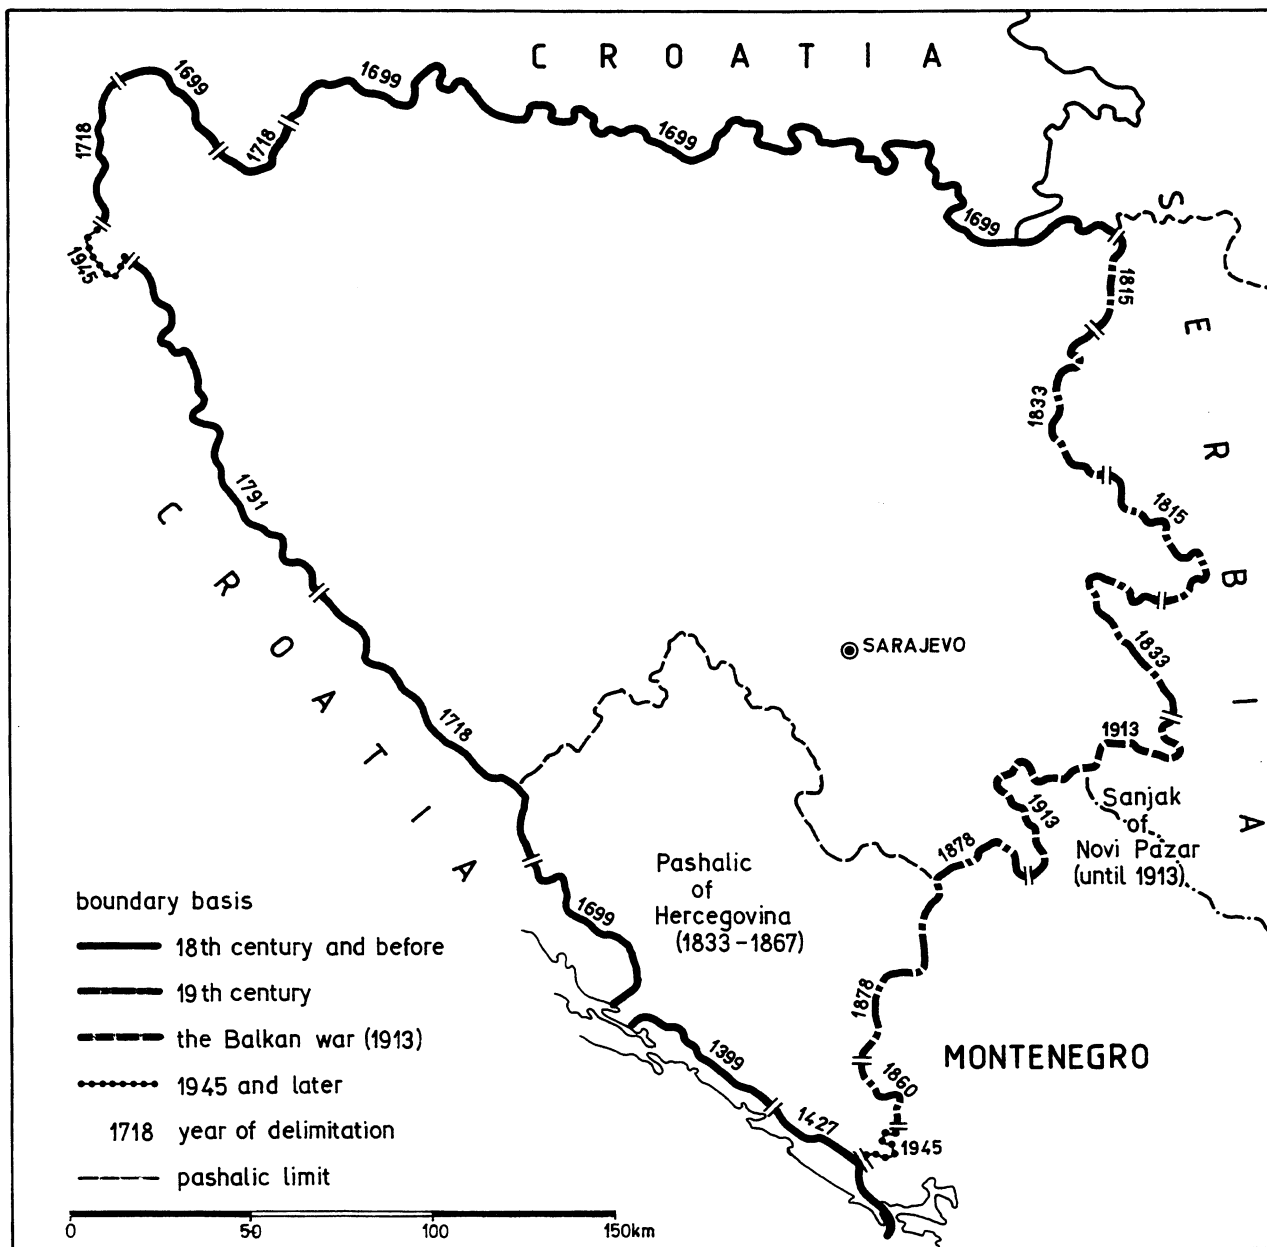 CROATIA
1699
1699
1718
1718
1699
1699
1945
S E R B I A
1815
1833
1791
1815
CROATIA
SARAJEVO
1833
1718
1913
1913
Sanjak
of
Novi Pazar
(until 1913)
1878
Pashalic
of
Hercegovina
(1833-1867)
1699
1878
MONTENEGRO
1399
1860
1427
1945
boundary basis
18th century and before
19th century
the Balkan war (1913)
1945 and later
1718 year of delimitation
pashalic limit
0 50 100 150km